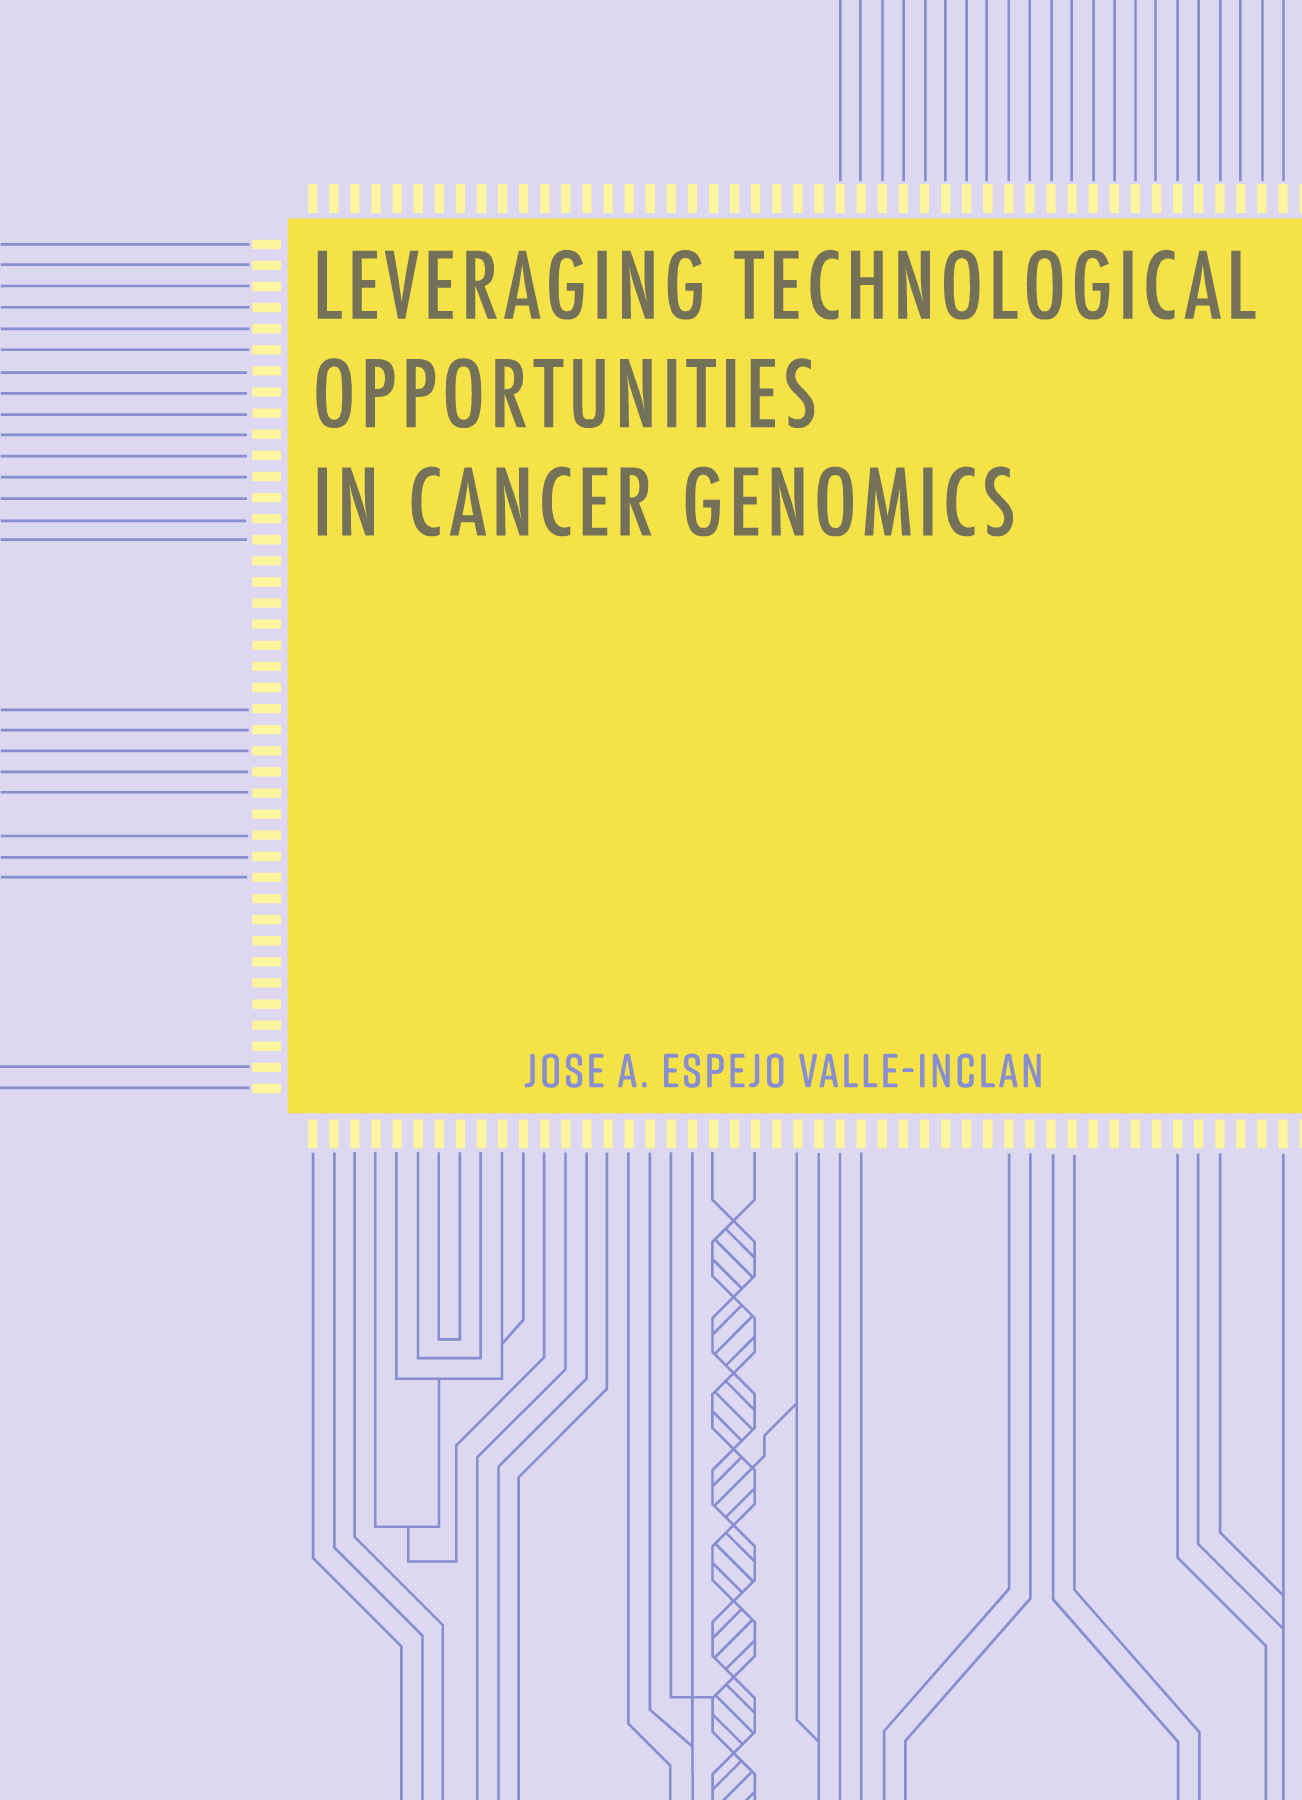 LEVERAGING TECHNOLOGICAL
OPPORTUNITIES
IN CANCER GENOMICS
JOSE A. ESPEJO VALLE-INCLAN